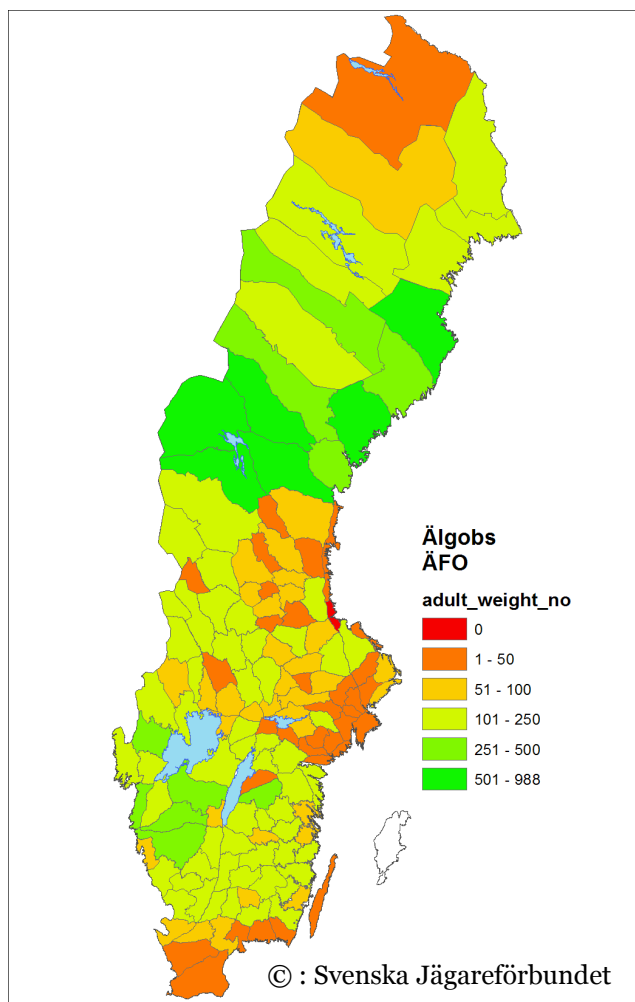 Älgobs
ÄFO
adult_weight_no
0
1 - 50
51 - 100
101 - 250
251 - 500
501 - 988
© : Svenska Jägareförbundet